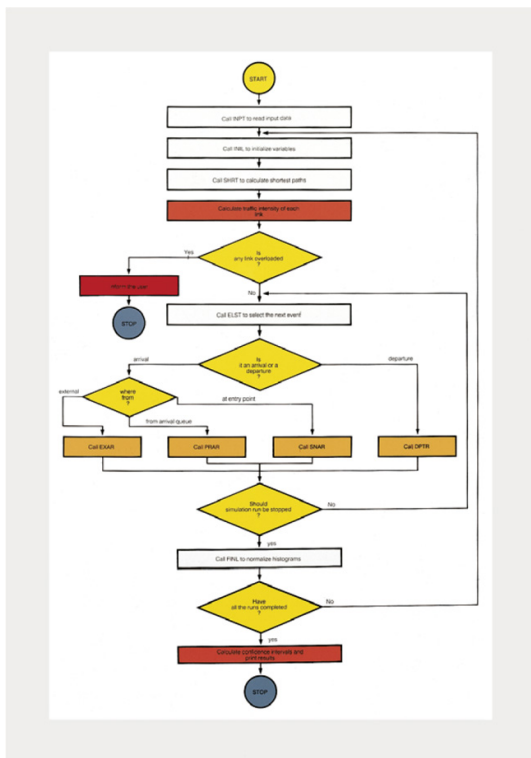 START
Call INPT to read input data
Call INIL to initialize variables
Call SHRT to calculate shortest paths
Calculate traffic intensity of each
link
Yes
Is
any link overloaded
?
Inform the user
No
STOP
Call ELST to select the next event
arrival
Is
it an arrival or a
departure
?
departure
external
where
from
?
at entry point
from arrival queue
Call EXAR
Call PRAR
Call SNAR
Call DPTR
Should
simulation run be stopped
?
No
yes
Call FINL to normalize histograms
Have
all the runs completed
?
No
yes
Calculate confidence intervals and
print results
STOP